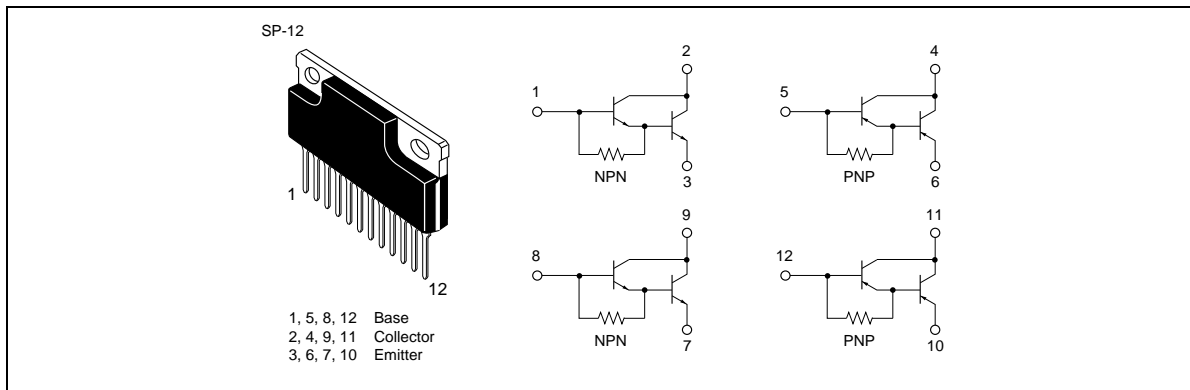 SP-12
1
12
1, 5, 8, 12 Base
2, 4, 9, 11 Collector
3, 6, 7, 10 Emitter
2
1
NPN
3
4
5
PNP
6
9
8
NPN
7
11
12
PNP
10